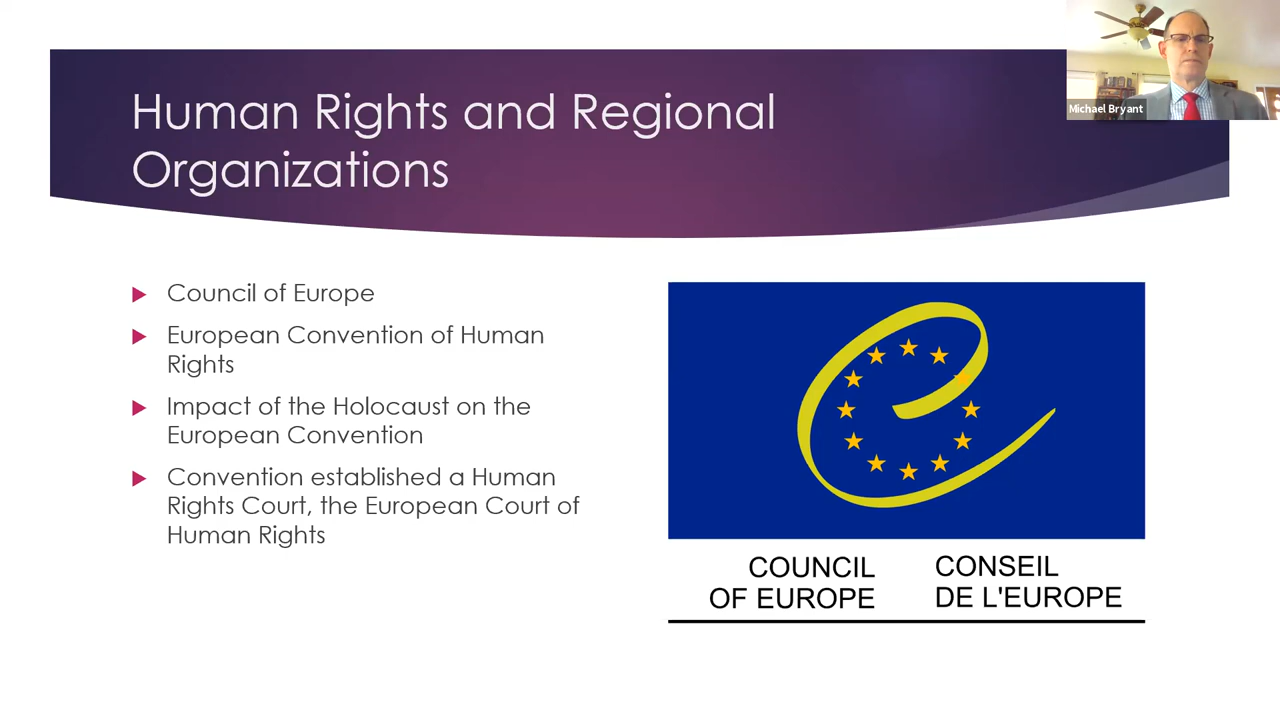 Human Rights and Regional
Organizations
Michael Bryant
Council of Europe
European Convention of Human
Rights
Impact of the Holocaust on the
European Convention
Convention established a Human
Rights Court, the European Court of
Human Rights
COUNCIL
OF EUROPE
CONSEIL
DE L'EUROPE